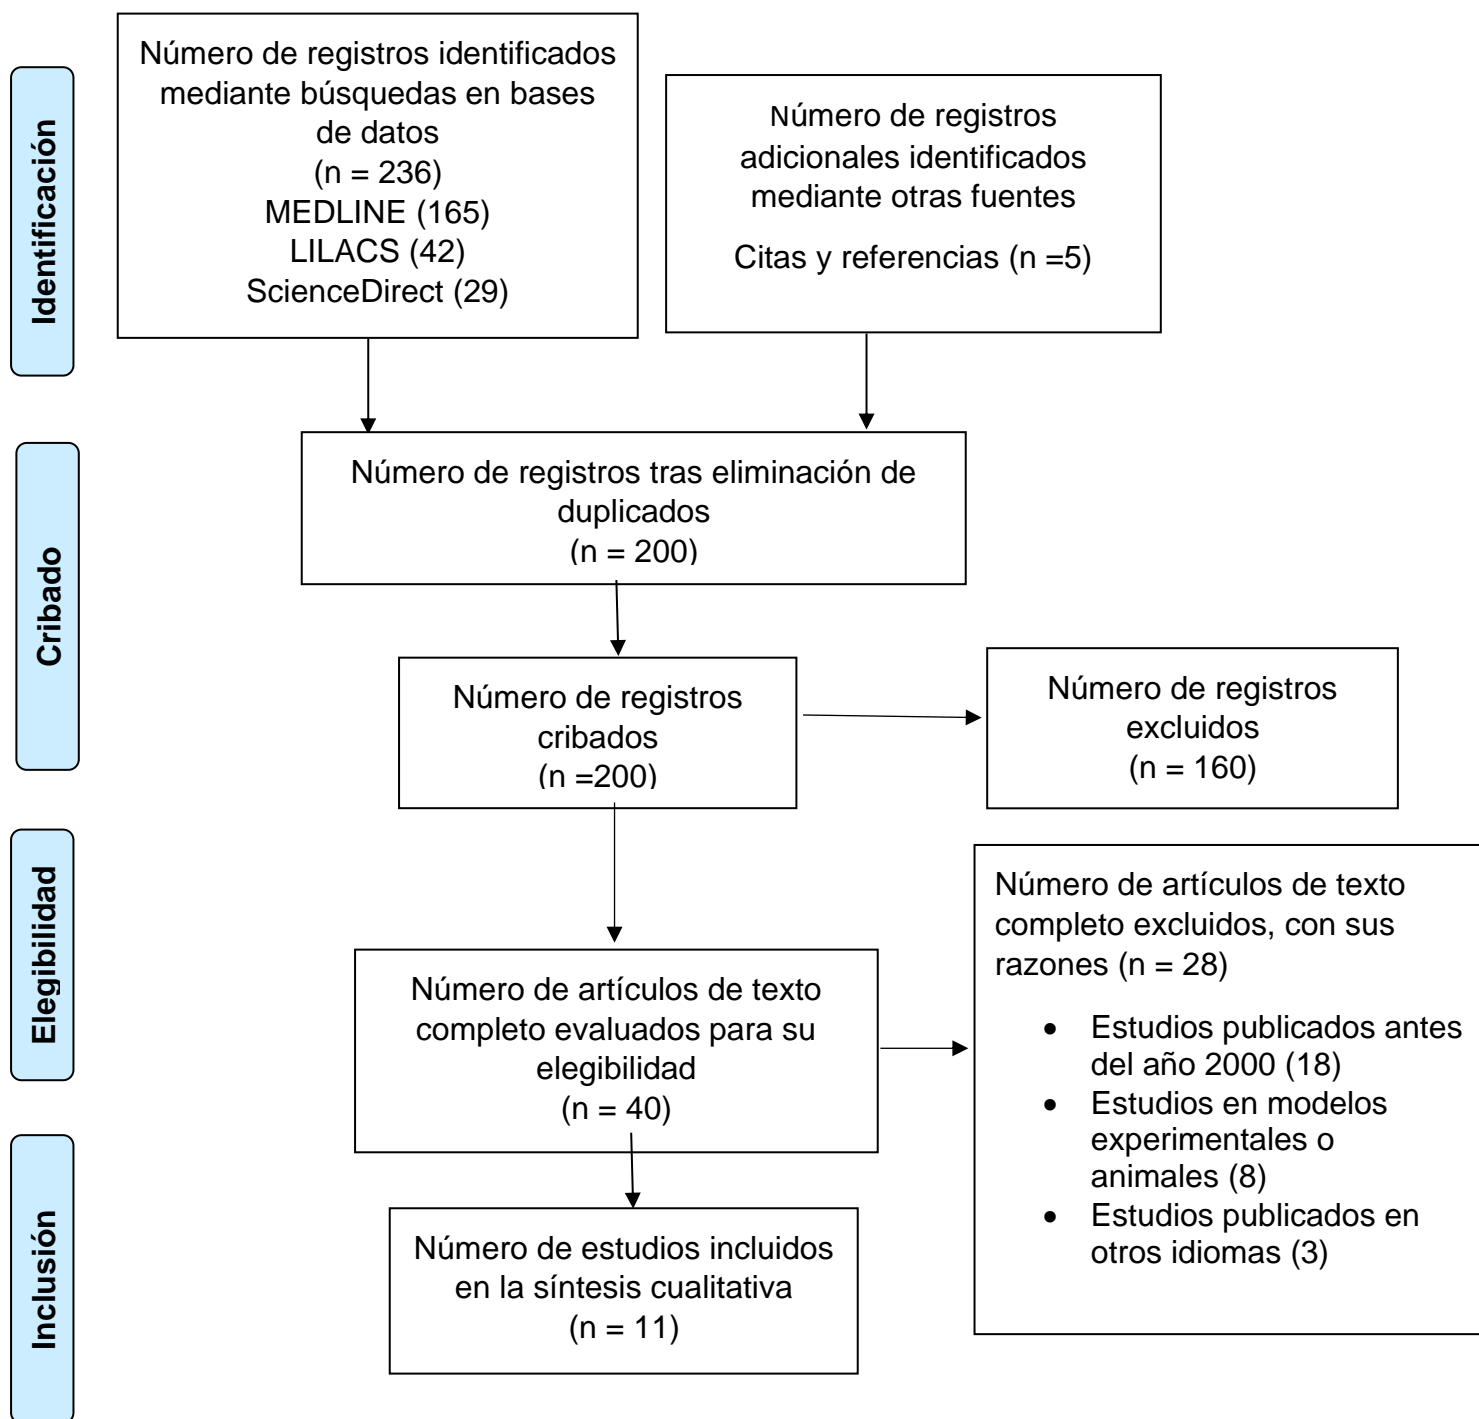 Identificación
Número de registros identificados
mediante búsquedas en bases
de datos
(n = 236)
MEDLINE (165)
LILACS (42)
ScienceDirect (29)
Número de registros
adicionales identificados
mediante otras fuentes
Citas y referencias (n =5)
Cribado
Número de registros tras eliminación de
duplicados
(n = 200)
Número de registros
cribados
(n =200)
Número de registros
excluidos
(n = 160)
Elegibilidad
Número de artículos de texto
completo evaluados para su
elegibilidad
(n = 40)
Número de artículos de texto
completo excluidos, con sus
razones (n = 28)
• Estudios publicados antes
del año 2000 (18)
• Estudios en modelos
experimentales o
animales (8)
• Estudios publicados en
otros idiomas (3)
Inclusión
Número de estudios incluidos
en la síntesis cualitativa
(n = 11)